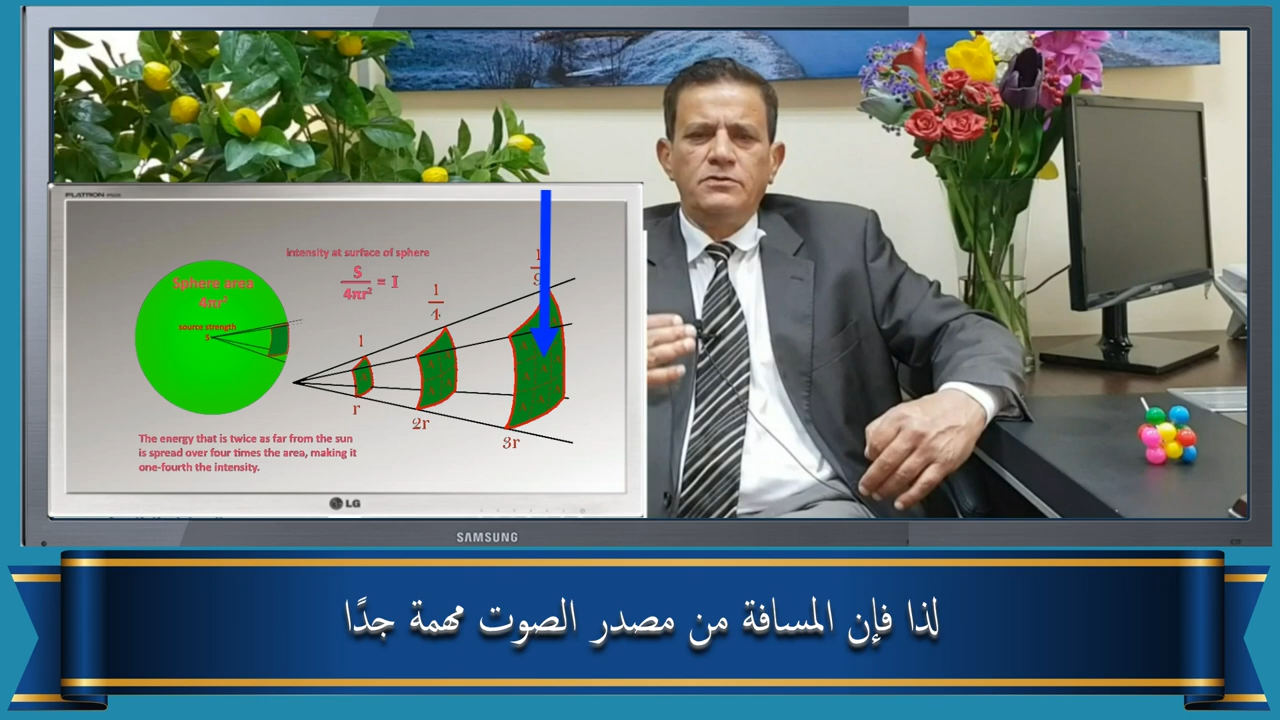 FLATRON
intensity at surface of sphere
S
4πr² = I
Sphere area
4πr²
source strength
S
1
1
4
1
9
r
2r
3r
The energy that is twice as far from the sun
is spread over four times the area, making it
one-fourth the intensity.
LG
SAMSUNG
لذا فإن المسافة من مصدر الصوت مهمة جدًا